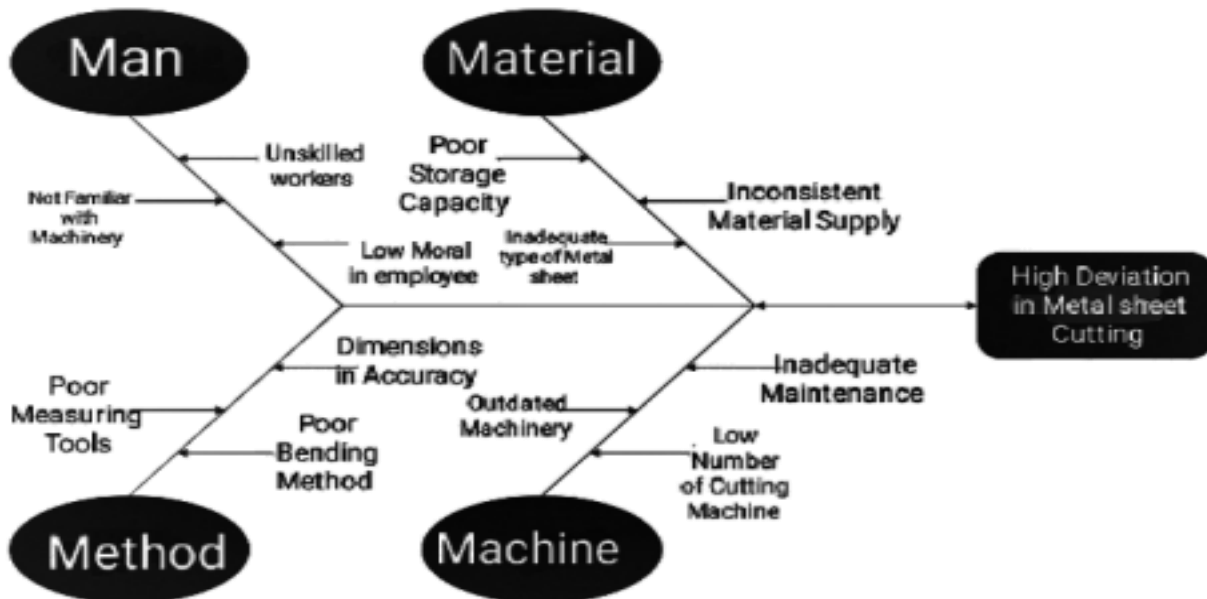 Man
Material
Unskilled
workers
Not Familiar
with
Machinery
Low Moral
in employee
Poor
Storage
Capacity
Inconsistent
Material Supply
Inadequate
type of Metal
sheet
High Deviation
in Metal sheet
Cutting
Dimensions
in Accuracy
Poor
Measuring
Tools
Poor
Bending
Method
Inadequate
Maintenance
Outdated
Machinery
Low
Number
of Cutting
Machine
Method
Machine